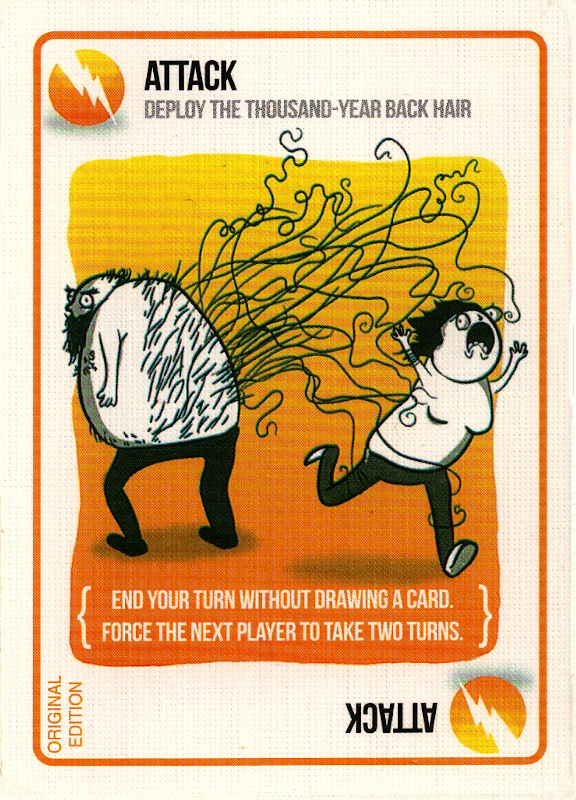 ATTACK
DEPLOY THE THOUSAND-YEAR BACK HAIR
END YOUR TURN WITHOUT DRAWING A CARD.
FORCE THE NEXT PLAYER TO TAKE TWO TURNS.
ORIGINAL
EDITION
ATTACK